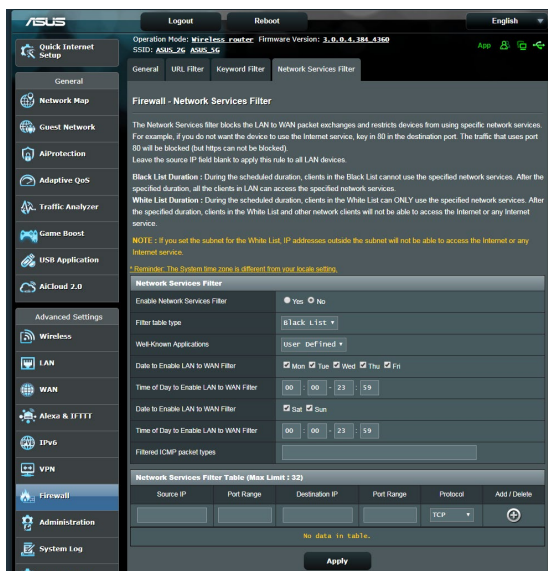 ASUS
Logout
Reboot
English
Operation Mode: Wireless router Firmware Version: 3.0.0.4.384_4360
SSID: ASUS_2G ASUS_5G
App
Quick Internet
Setup
General
Network Map
Guest Network
AiProtection
Adaptive QoS
Traffic Analyzer
Game Boost
USB Application
AiCloud 2.0
Advanced Settings
Wireless
LAN
WAN
Alexa & IFTTT
IPv6
VPN
Firewall
Administration
System Log
General
URL Filter
Keyword Filter
Network Services Filter
Firewall - Network Services Filter
The Network Services filter blocks the LAN to WAN packet exchanges and restricts devices from using specific network services.
For example, if you do not want the device to use the Internet service, key in 80 in the destination port. The traffic that uses port
80 will be blocked (but https can not be blocked).
Leave the source IP field blank to apply this rule to all LAN devices.
Black List Duration : During the scheduled duration, clients in the Black List cannot use the specified network services. After the
specified duration, all the clients in LAN can access the specified network services.
White List Duration : During the scheduled duration, clients in the White List can ONLY use the specified network services. After
the specified duration, clients in the White List and other network clients will not be able to access the Internet or any Internet
service.
NOTE : If you set the subnet for the White List, IP addresses outside the subnet will not be able to access the Internet or any
Internet service.
* Reminder: The System time zone is different from your locale setting.
Network Services Filter
Enable Network Services Filter Yes No
Filter table type Black List
Well-Known Applications User Defined
Date to Enable LAN to WAN Filter Mon Tue Wed Thu Fri
Time of Day to Enable LAN to WAN Filter 00 : 00 - 23 : 59
Date to Enable LAN to WAN Filter Sat Sun
Time of Day to Enable LAN to WAN Filter 00 : 00 - 23 : 59
Filtered ICMP packet types
Network Services Filter Table (Max Limit : 32)
Source IP Port Range Destination IP Port Range Protocol Add / Delete
TCP
No data in table.
Apply